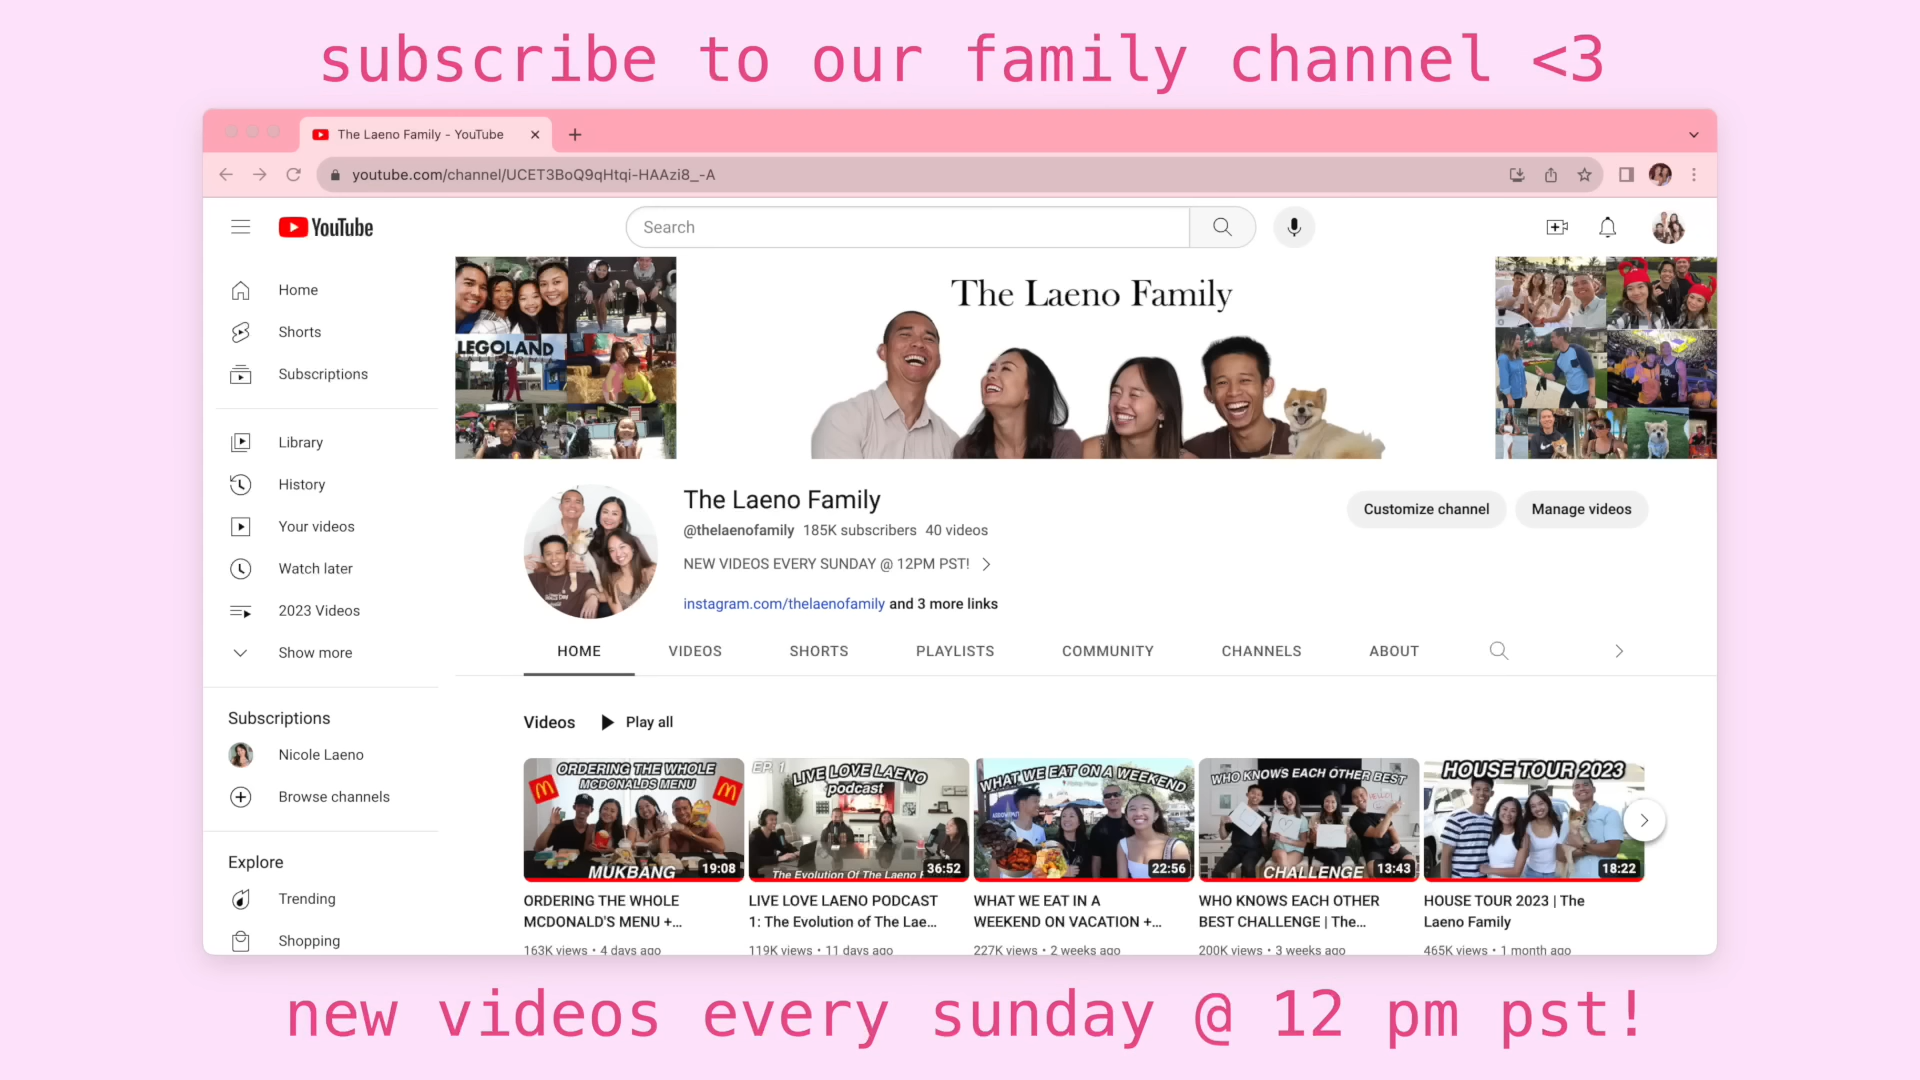 subscribe to our family channel <3
The Laeno Family - YouTube
youtube.com/channel/UCET3BoQ9qHtqi-HAAzi8_-A
YouTube
Search
Home
Shorts
Subscriptions
Library
History
Your videos
Watch later
2023 Videos
Show more
Subscriptions
Nicole Laeno
Browse channels
Explore
Trending
Shopping
LEGOLAND
The Laeno Family
The Laeno Family
@thelaenofamily 185K subscribers 40 videos
NEW VIDEOS EVERY SUNDAY @ 12PM PST!
instagram.com/thelaenofamily and 3 more links
Customize channel
Manage videos
HOME VIDEOS SHORTS PLAYLISTS COMMUNITY CHANNELS ABOUT
Videos Play all
ORDERING THE WHOLE
MCDONALDS MENU
MUKBANG
19:08
ORDERING THE WHOLE
MCDONALD'S MENU +...
163K views • 4 days ago
EP. 1
LIVE LOVE LAENO
podcast
The Evolution Of The Laeno
36:52
LIVE LOVE LAENO PODCAST
1: The Evolution of The Lae...
119K views • 11 days ago
WHAT WE EAT ON A WEEKEND
22:56
WHAT WE EAT IN A
WEEKEND ON VACATION +...
227K views • 2 weeks ago
WHO KNOWS EACH OTHER BEST
CHALLENGE
13:43
WHO KNOWS EACH OTHER
BEST CHALLENGE | The...
200K views • 3 weeks ago
HOUSE TOUR 2023
18:22
HOUSE TOUR 2023 | The
Laeno Family
465K views • 1 month ago
new videos every sunday @ 12 pm pst!